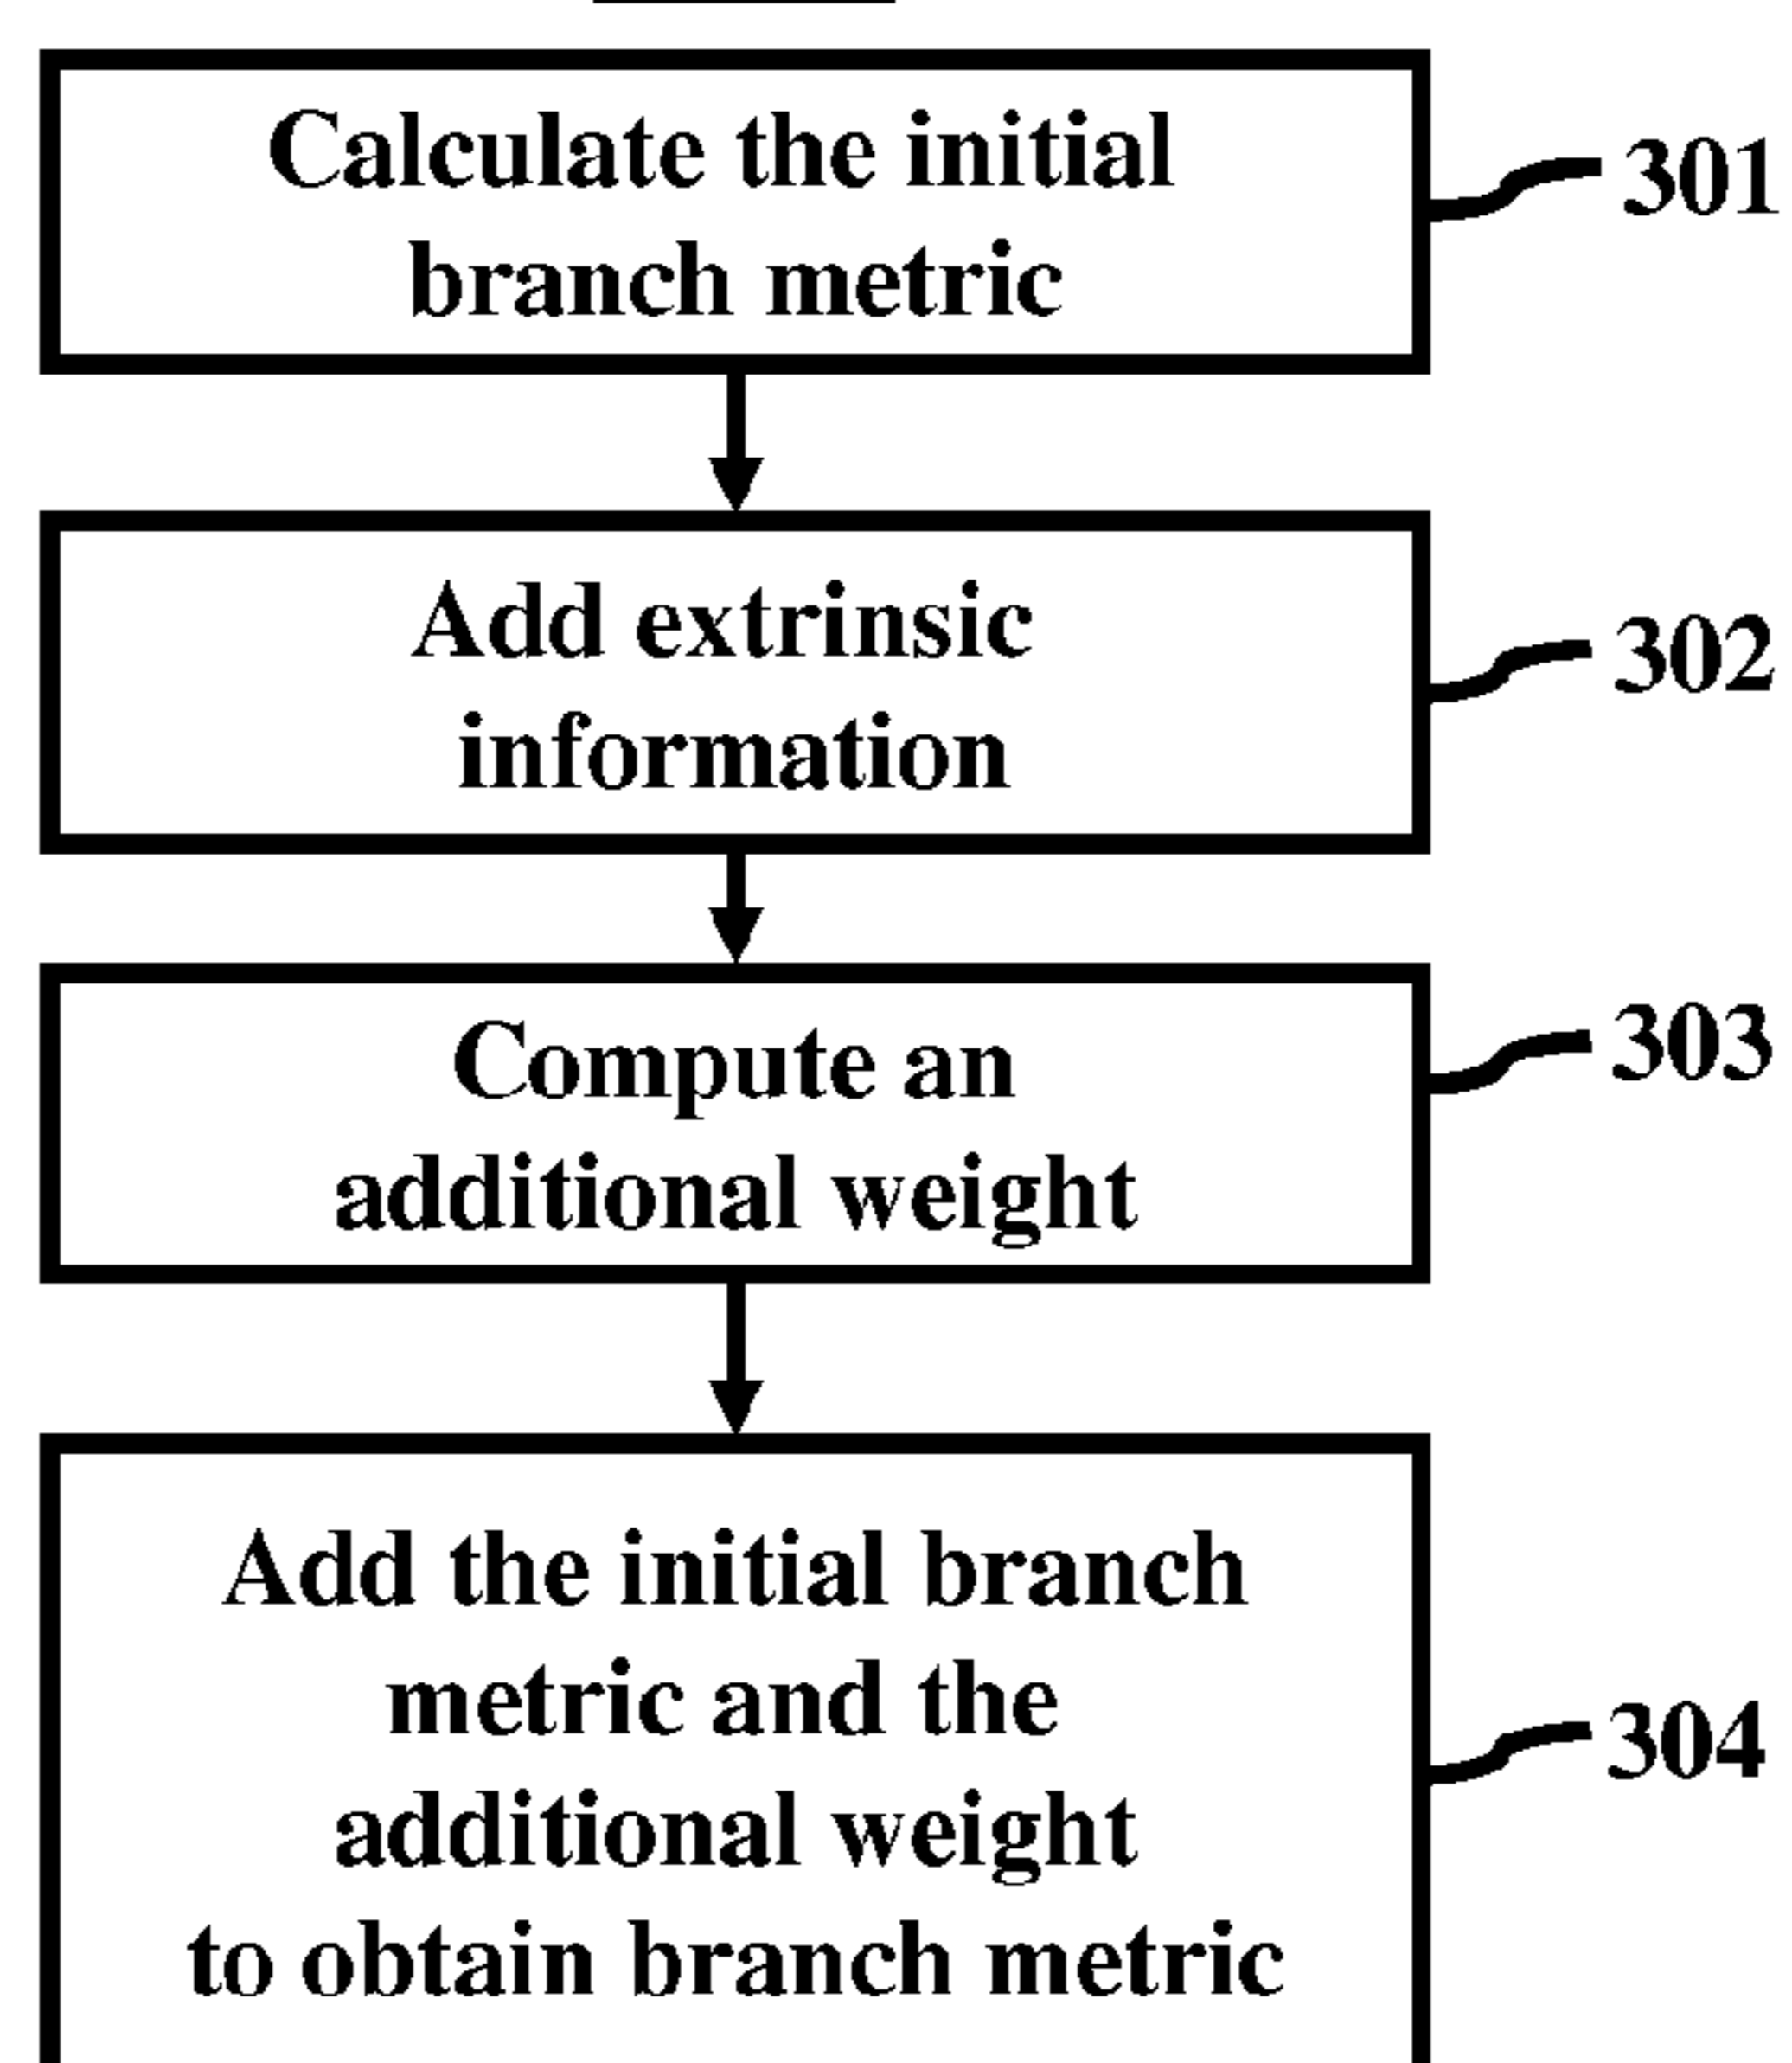 Calculate the initial
branch metric
301
Add extrinsic
information
302
Compute an
additional weight
303
Add the initial branch
metric and the
additional weight
to obtain branch metric
304